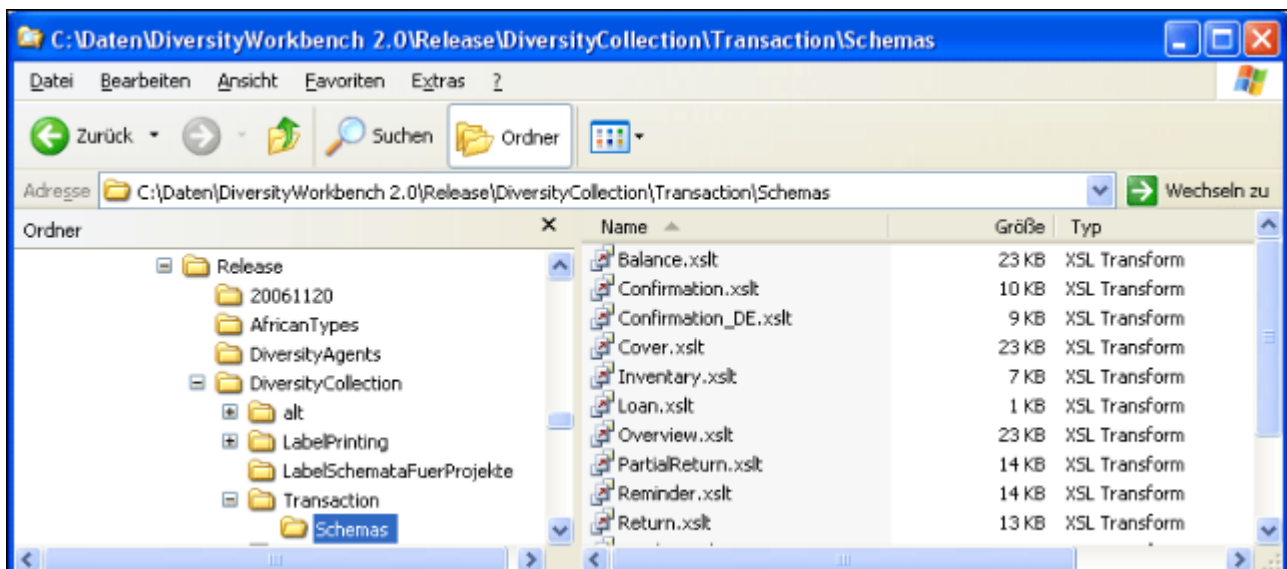 C:\Daten\DiversityWorkbench 2.0\Release\DiversityCollection\Transaction\Schemas
Datei Bearbeiten Ansicht Favoriten Extras ?
Zurück Suchen Ordner
Adresse C:\Daten\DiversityWorkbench 2.0\Release\DiversityCollection\Transaction\Schemas Wechseln zu
Ordner
Release
20061120
AfricanTypes
DiversityAgents
DiversityCollection
alt
LabelPrinting
LabelSchemataFuerProjekte
Transaction
Schemas
Name Größe Typ
Balance.xslt 23 KB XSL Transform
Confirmation.xslt 10 KB XSL Transform
Confirmation_DE.xslt 9 KB XSL Transform
Cover.xslt 23 KB XSL Transform
Inventary.xslt 7 KB XSL Transform
Loan.xslt 1 KB XSL Transform
Overview.xslt 23 KB XSL Transform
PartialReturn.xslt 14 KB XSL Transform
Reminder.xslt 14 KB XSL Transform
Return.xslt 13 KB XSL Transform